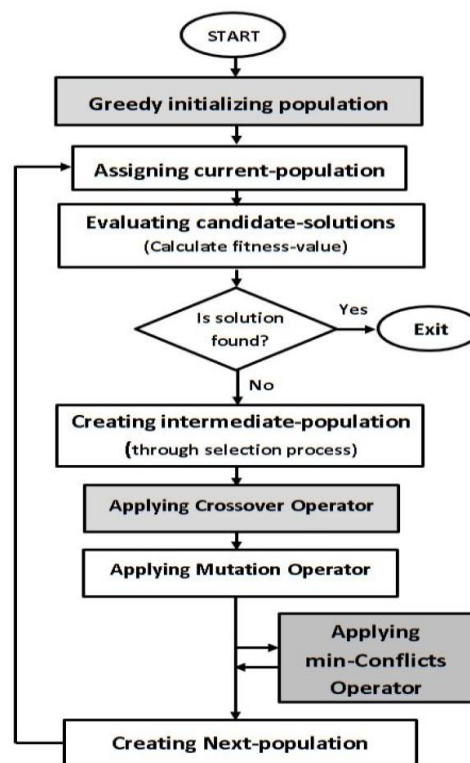 START
Greedy initializing population
Assigning current-population
Evaluating candidate-solutions
(Calculate fitness-value)
Is solution
found?
Yes
Exit
No
Creating intermediate-population
(through selection process)
Applying Crossover Operator
Applying Mutation Operator
Applying
min-Conflicts
Operator
Creating Next-population